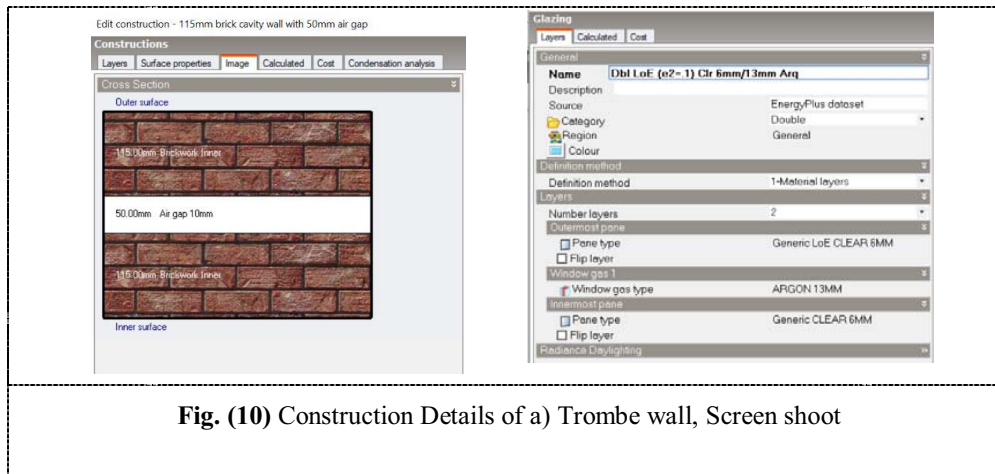 Edit construction - 115mm brick cavity wall with 50mm air gap
Constructions
Layers Surface properties Image Calculated Cost Condensation analysis
Cross Section
Outer surface
115.00mm Brickwork Inner
50.00mm Air gap 10mm
115.00mm Brickwork Inner
Inner surface
Glazing
Layers Calculated Cost
General
Name Dbl LoE (e2=.1) Clr 6mm/13mm Arg
Description
Source EnergyPlus dataset
Category Double
Region General
Colour
Definition method
Definition method 1-Material layers
Layers
Number layers 2
Outermost pane
Pane type Generic LoE CLEAR 6MM
Flip layer
Window gas 1
Window gas type ARGON 13MM
Innermost pane
Pane type Generic CLEAR 6MM
Flip layer
Radiance Daylighting
Fig. (10) Construction Details of a) Trombe wall, Screen shoot